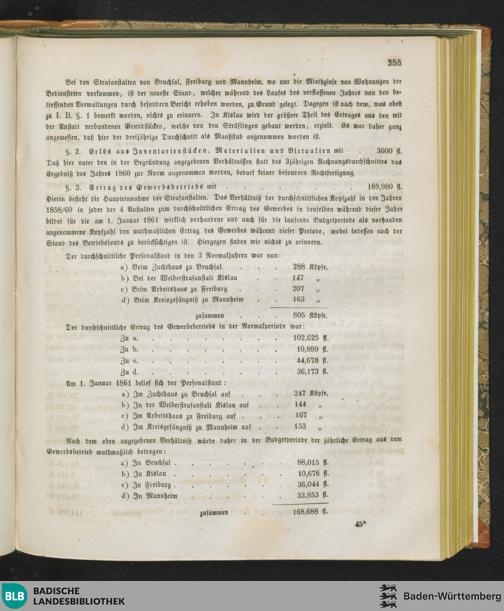 355
Bei den Strafanstalten von Bruchsal, Freiburg und Mannheim, wo nur die Miethzinse von Wohnungen der
Bediensteten vorkommen, ist der neueste Stand, welcher während des Laufes des verflossenen Jahres von den be-
treffenden Verwaltungen durch besondern Bericht erhoben worden, zu Grund gelegt. Dagegen ist nach dem, was oben
zu I. B. §. 1 bemerkt worden, nichts zu erinnern. In Kislau wird der größere Theil des Ertrages aus den mit
der Anstalt verbundenen Grundstücken, welche von den Sträflingen gebaut werden, erzielt. Es war daher ganz
angemessen, daß hier der dreijährige Durchschnitt als Maaßstab angenommen worden ist.
§. 2. Erlös aus Inventarienstücken, Materialien und Victualien mit . 3600 fl.
Daß hier unter den in der Begründung angegebenen Verhältnissen statt des 3jährigen Rechnungsdurchschnittes das
Ergebniß des Jahres 1860 zur Norm angenommen worden, bedarf keiner besondern Rechtfertigung.
§. 3. Ertrag des Gewerbsbetriebs mit . . . . . . 169,980 fl.
Hierin besteht die Haupteinnahme der Strafanstalten. Das Verhältniß der durchschnittlichen Kopfzahl in den Jahren
1858/60 in jeder der 4 Anstalten zum durchschnittlichen Ertrag des Gewerbes in denselben während dieser Jahre
bildet für die am 1. Januar 1861 wirklich vorhandene und auch für die laufende Budgetperiode als vorhanden
angenommene Kopfzahl den muthmaßlichen Ertrag des Gewerbes während dieser Periode, wobei indessen noch der
Stand des Betriebsfonds zu berücksichtigen ist. Hiergegen finden wir nichts zu erinnern.
Der durchschnittliche Personalstand in den 3 Normaljahren war nun:
a) Beim Zuchthaus zu Bruchsal . . . 288 Köpfe,
b) Bei der Weiberstrafanstalt Kislau . . 147 „
c) Beim Arbeitshaus zu Freiburg . . . 207 „
d) Beim Kreisgefängniß zu Mannheim . . 163 „
zusammen . . . 805 Köpfe.
Der durchschnittliche Ertrag des Gewerbebetriebs in der Normalperiode war:
Zu a. . . . . . . . . 102,625 fl.
Zu b. . . . . . . . . 10,899 fl.
Zu c. . . . . . . . . 44,678 fl.
Zu d. . . . . . . . . 36,173 fl.
Am 1. Januar 1861 belief sich der Personalstand:
a) Im Zuchthaus zu Bruchsal auf . . . 247 Köpfe,
b) In der Weiberstrafanstalt Kislau auf . . 144 „
c) Im Arbeitshaus zu Freiburg auf . . . 167 „
d) Im Kreisgefängniß zu Mannheim auf . . 153 „
Nach dem oben angegebenen Verhältniß würde daher in der Budgetperiode der jährliche Ertrag aus dem
Gewerbsbetrieb muthmaßlich betragen:
a) In Bruchsal . . . . . . . 88,015 fl.
b) In Kislau . . . . . . . 10,676 fl.
c) In Freiburg . . . . . . . 36,044 fl.
d) In Mannheim . . . . . . 33,953 fl.
zusammen . . . 168,688 fl.
45*
BLB BADISCHE
LANDESBIBLIOTHEK
Baden-Württemberg